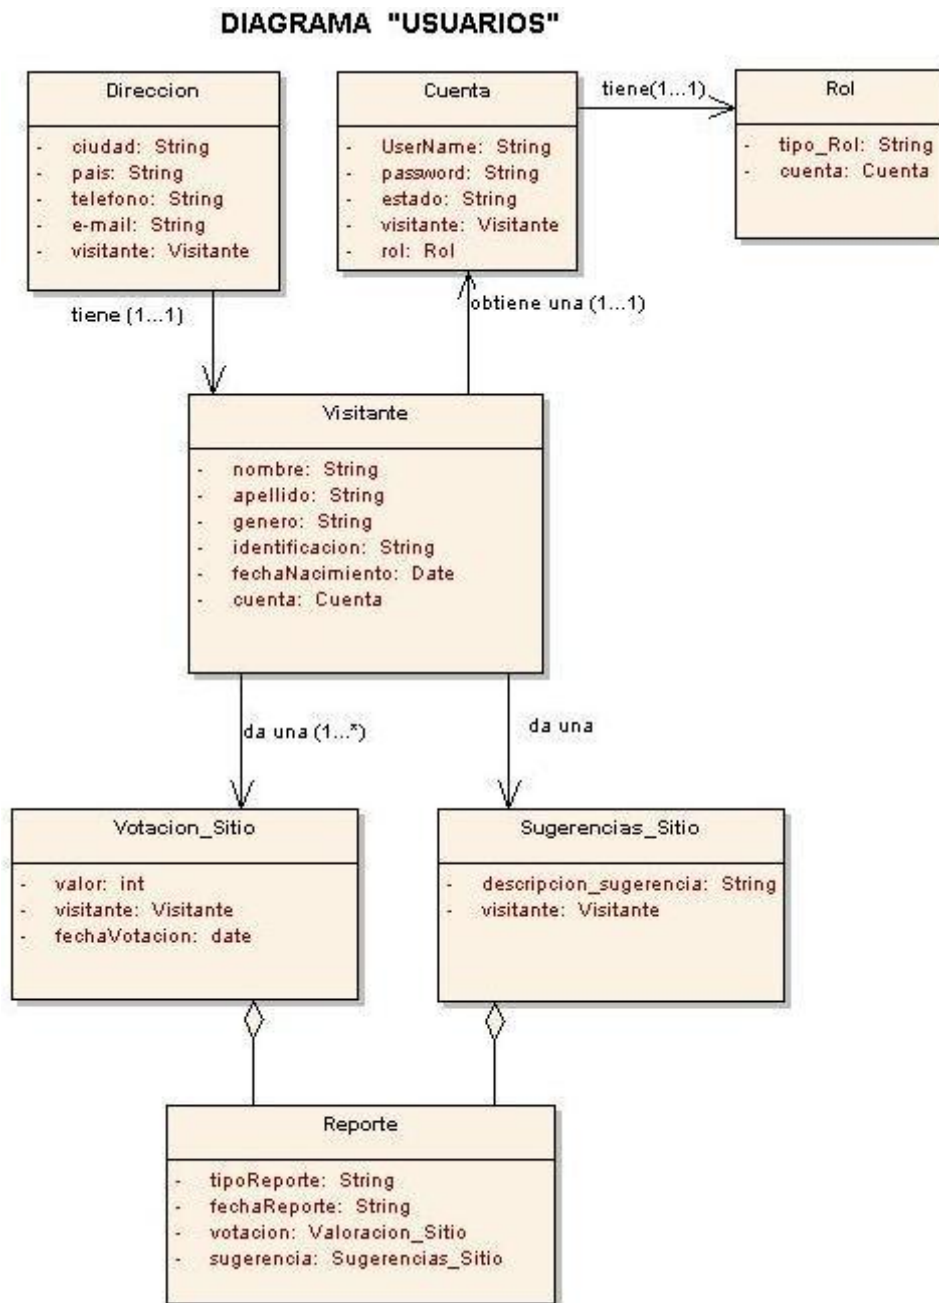 DIAGRAMA "USUARIOS"
Direccion
- ciudad: String
- pais: String
- telefono: String
- e-mail: String
- visitante: Visitante
Cuenta
- UserName: String
- password: String
- estado: String
- visitante: Visitante
- rol: Rol
tiene(1...1)
Rol
- tipo_Rol: String
- cuenta: Cuenta
tiene (1...1)
obtiene una (1...1)
Visitante
- nombre: String
- apellido: String
- genero: String
- identificacion: String
- fechaNacimiento: Date
- cuenta: Cuenta
da una (1...*)
da una
Votacion_Sitio
- valor: int
- visitante: Visitante
- fechaVotacion: date
Sugerencias_Sitio
- descripcion_sugerencia: String
- visitante: Visitante
Reporte
- tipoReporte: String
- fechaReporte: String
- votacion: Valoracion_Sitio
- sugerencia: Sugerencias_Sitio